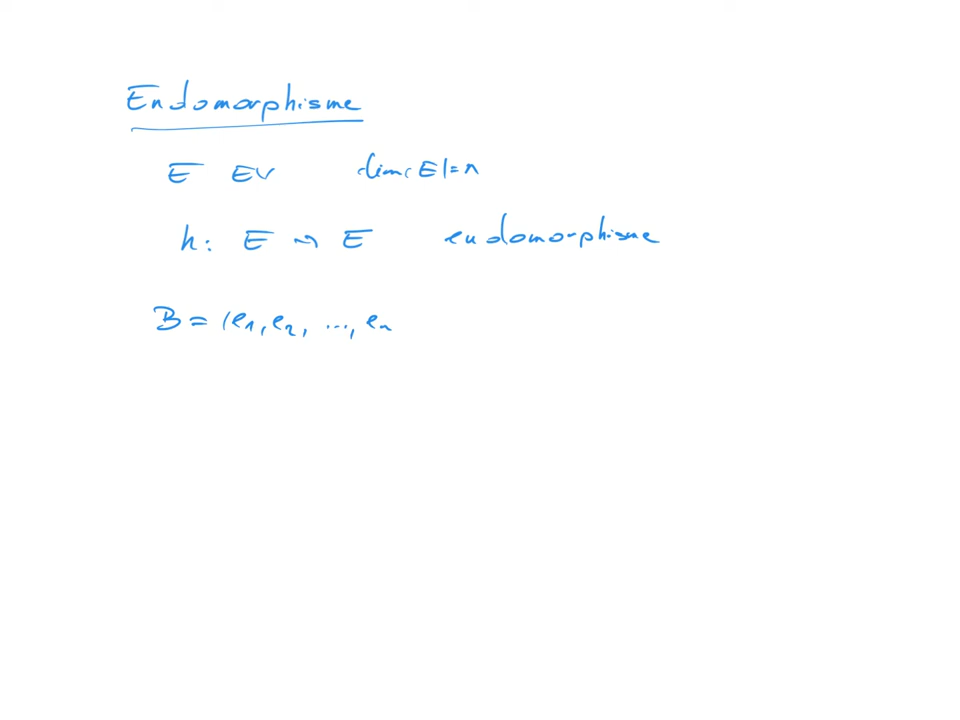 Endomorphisme
E EV dim(E)=n
h: E → E endomorphisme
B = (e1, e2, ..., en